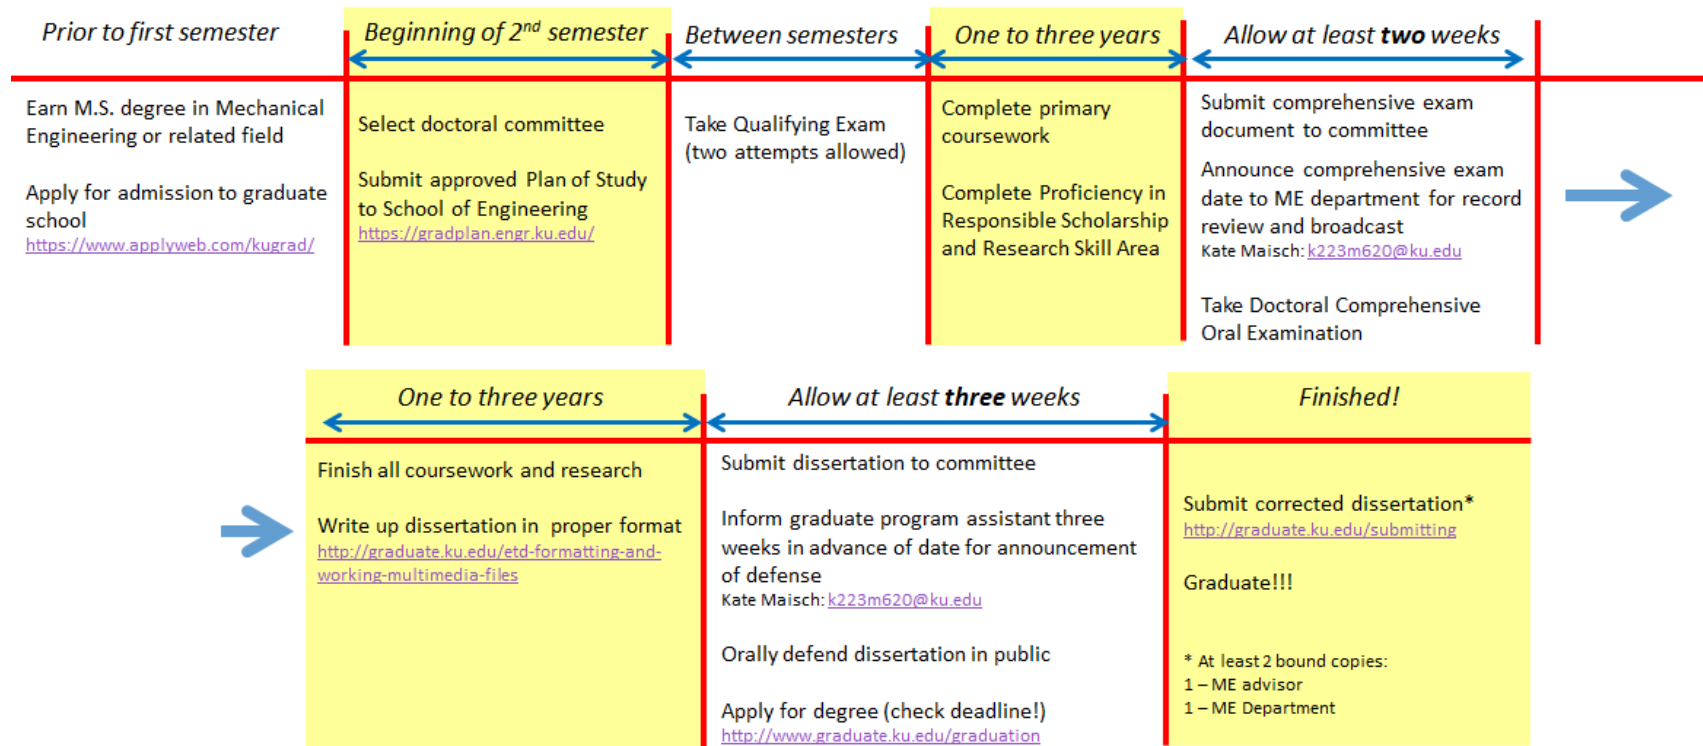 Prior to first semester
Earn M.S. degree in Mechanical
Engineering or related field
Apply for admission to graduate
school
https://www.applyweb.com/kugrad/
Beginning of 2nd semester
Select doctoral committee
Submit approved Plan of Study
to School of Engineering
https://gradplan.engr.ku.edu/
Between semesters
Take Qualifying Exam
(two attempts allowed)
One to three years
Complete primary
coursework
Complete Proficiency in
Responsible Scholarship
and Research Skill Area
Allow at least two weeks
Submit comprehensive exam
document to committee
Announce comprehensive exam
date to ME department for record
review and broadcast
Kate Maisch: k223m620@ku.edu
Take Doctoral Comprehensive
Oral Examination
One to three years
Finish all coursework and research
Write up dissertation in proper format
http://graduate.ku.edu/etd-formatting-and-
working-multimedia-files
Allow at least three weeks
Submit dissertation to committee
Inform graduate program assistant three
weeks in advance of date for announcement
of defense
Kate Maisch: k223m620@ku.edu
Orally defend dissertation in public
Apply for degree (check deadline!)
http://www.graduate.ku.edu/graduation
Finished!
Submit corrected dissertation*
http://graduate.ku.edu/submitting
Graduate!!!
* At least 2 bound copies:
1 – ME advisor
1 – ME Department